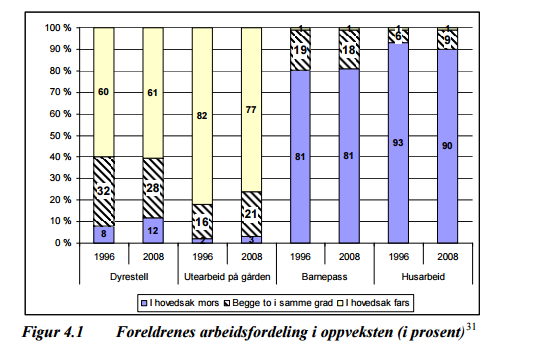 100 %
90 %
80 %
70 %
60 %
50 %
40 %
30 %
20 %
10 %
0 %
60 61 82 77 1 1 1 1
32 28 16 21 19 18 6 9
8 12 2 3 81 81 93 90
1996 2008 1996 2008 1996 2008 1996 2008
Dyrestell Utearbeid på gården Barnepass Husarbeid
I hovedsak mors Begge to i samme grad I hovedsak fars
Figur 4.1 Foreldrenes arbeidsfordeling i oppveksten (i prosent)31